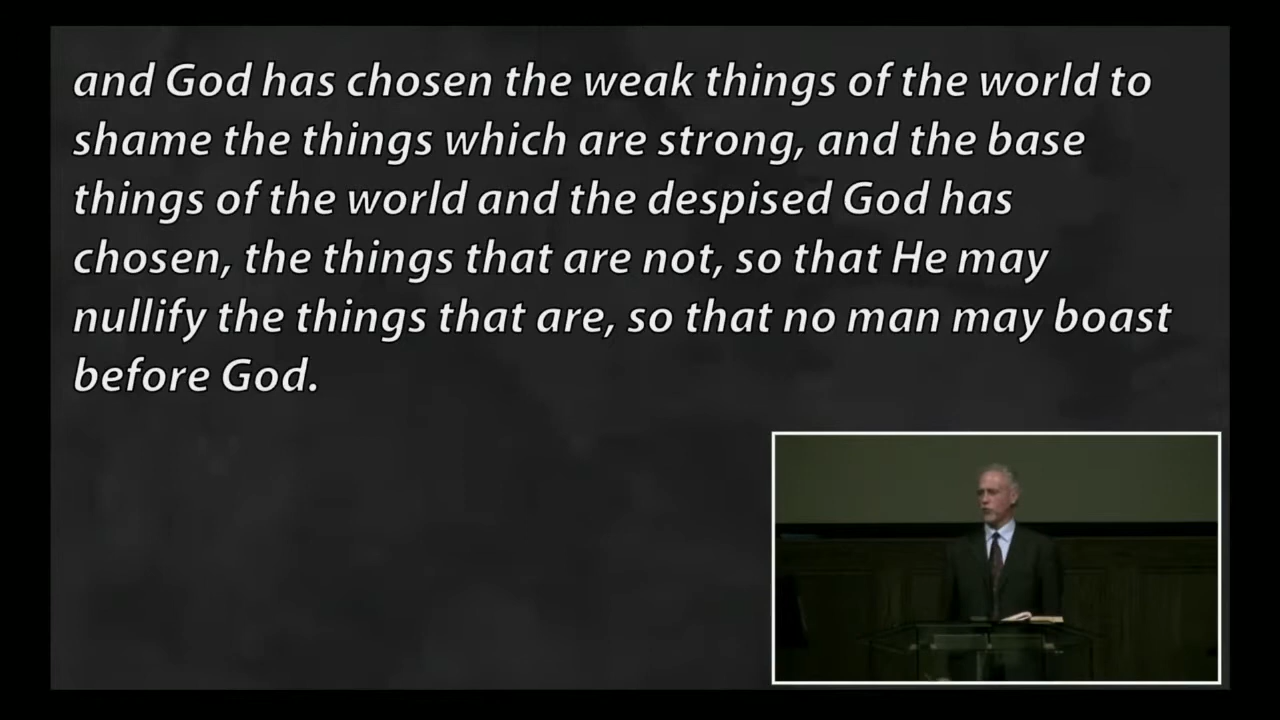 and God has chosen the weak things of the world to
shame the things which are strong, and the base
things of the world and the despised God has
chosen, the things that are not, so that He may
nullify the things that are, so that no man may boast
before God.